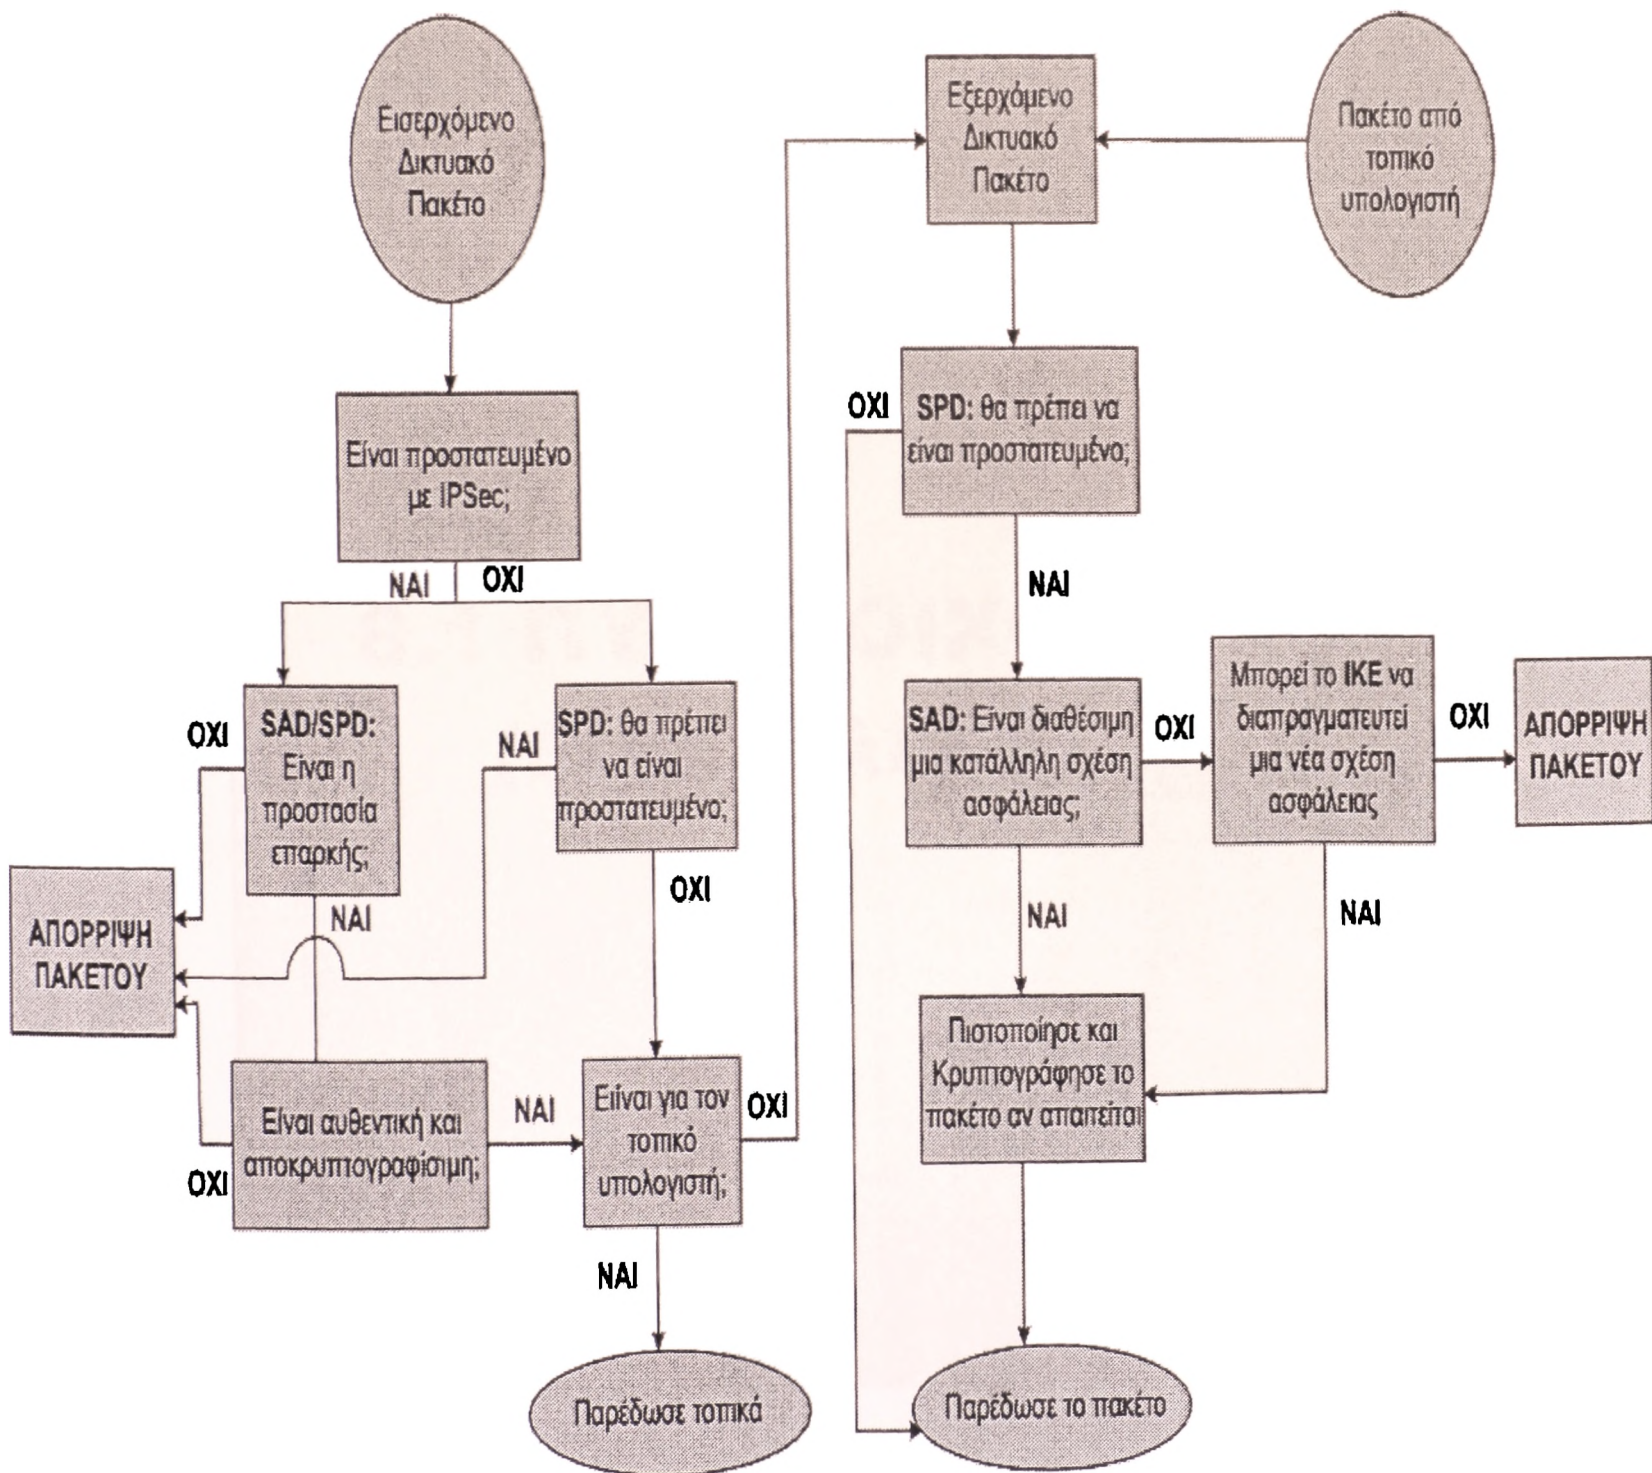 Εισερχόμενο
Δικτυακό
Πακέτο
Είναι προστατευμένο
με IPSec;
ΝΑΙ
ΟΧΙ
SAD/SPD:
Είναι η
προστασία
επαρκής;
ΟΧΙ
ΝΑΙ
SPD: θα πρέπει
να είναι
προστατευμένο;
ΝΑΙ
ΟΧΙ
ΑΠΟΡΡΙΨΗ
ΠΑΚΕΤΟΥ
Είναι αυθεντική και
αποκρυπτογραφίσιμη;
ΟΧΙ
ΝΑΙ
Ειίναι για τον
τοπικό
υπολογιστή;
ΟΧΙ
ΝΑΙ
Παρέδωσε τοπικά
Εξερχόμενο
Δικτυακό
Πακέτο
Πακέτο από
τοπικό
υπολογιστή
SPD: θα πρέπει να
είναι προστατευμένο;
ΟΧΙ
ΝΑΙ
SAD: Είναι διαθέσιμη
μια κατάλληλη σχέση
ασφάλειας;
ΟΧΙ
ΝΑΙ
Μπορεί το IKE να
διαπραγματευτεί
μια νέα σχέση
ασφάλειας
ΟΧΙ
ΝΑΙ
ΑΠΟΡΡΙΨΗ
ΠΑΚΕΤΟΥ
Πιστοποίησε και
Κρυπτογράφησε το
πακέτο αν απαιτείται
Παρέδωσε το πακέτο